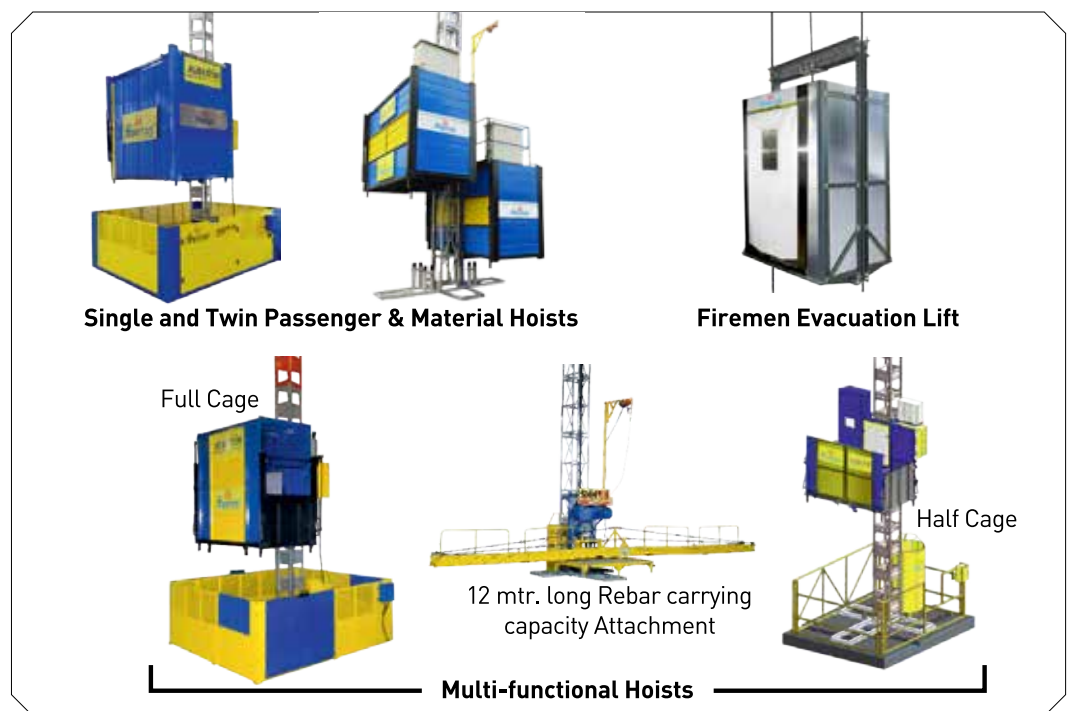 Single and Twin Passenger & Material Hoists
Firemen Evacuation Lift
Full Cage
12 mtr. long Rebar carrying
capacity Attachment
Half Cage
Multi-functional Hoists